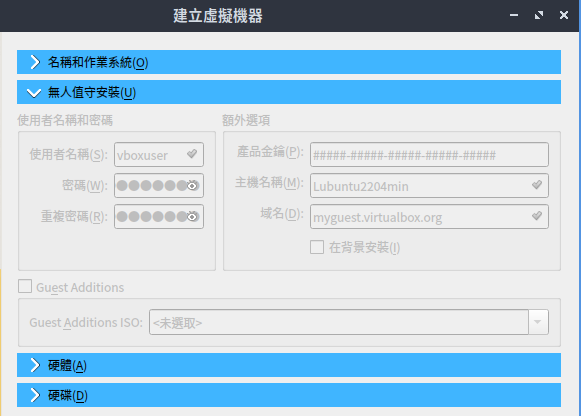 建立虛擬機器
名稱和作業系統(O)
無人值守安裝(U)
使用者名稱和密碼
使用者名稱(S): vboxuser
密碼(W): ●●●●●●●●
重複密碼(R): ●●●●●●●●
額外選項
產品金鑰(P): #####-#####-#####-#####-#####
主機名稱(M): Lubuntu2204min
域名(D): myguest.virtualbox.org
在背景安裝(I)
Guest Additions
Guest Additions ISO: <未選取>
硬體(A)
硬碟(D)